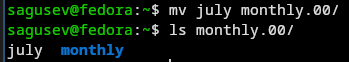 sagusev@fedora:~$ mv july monthly.00/
sagusev@fedora:~$ ls monthly.00/
july  monthly